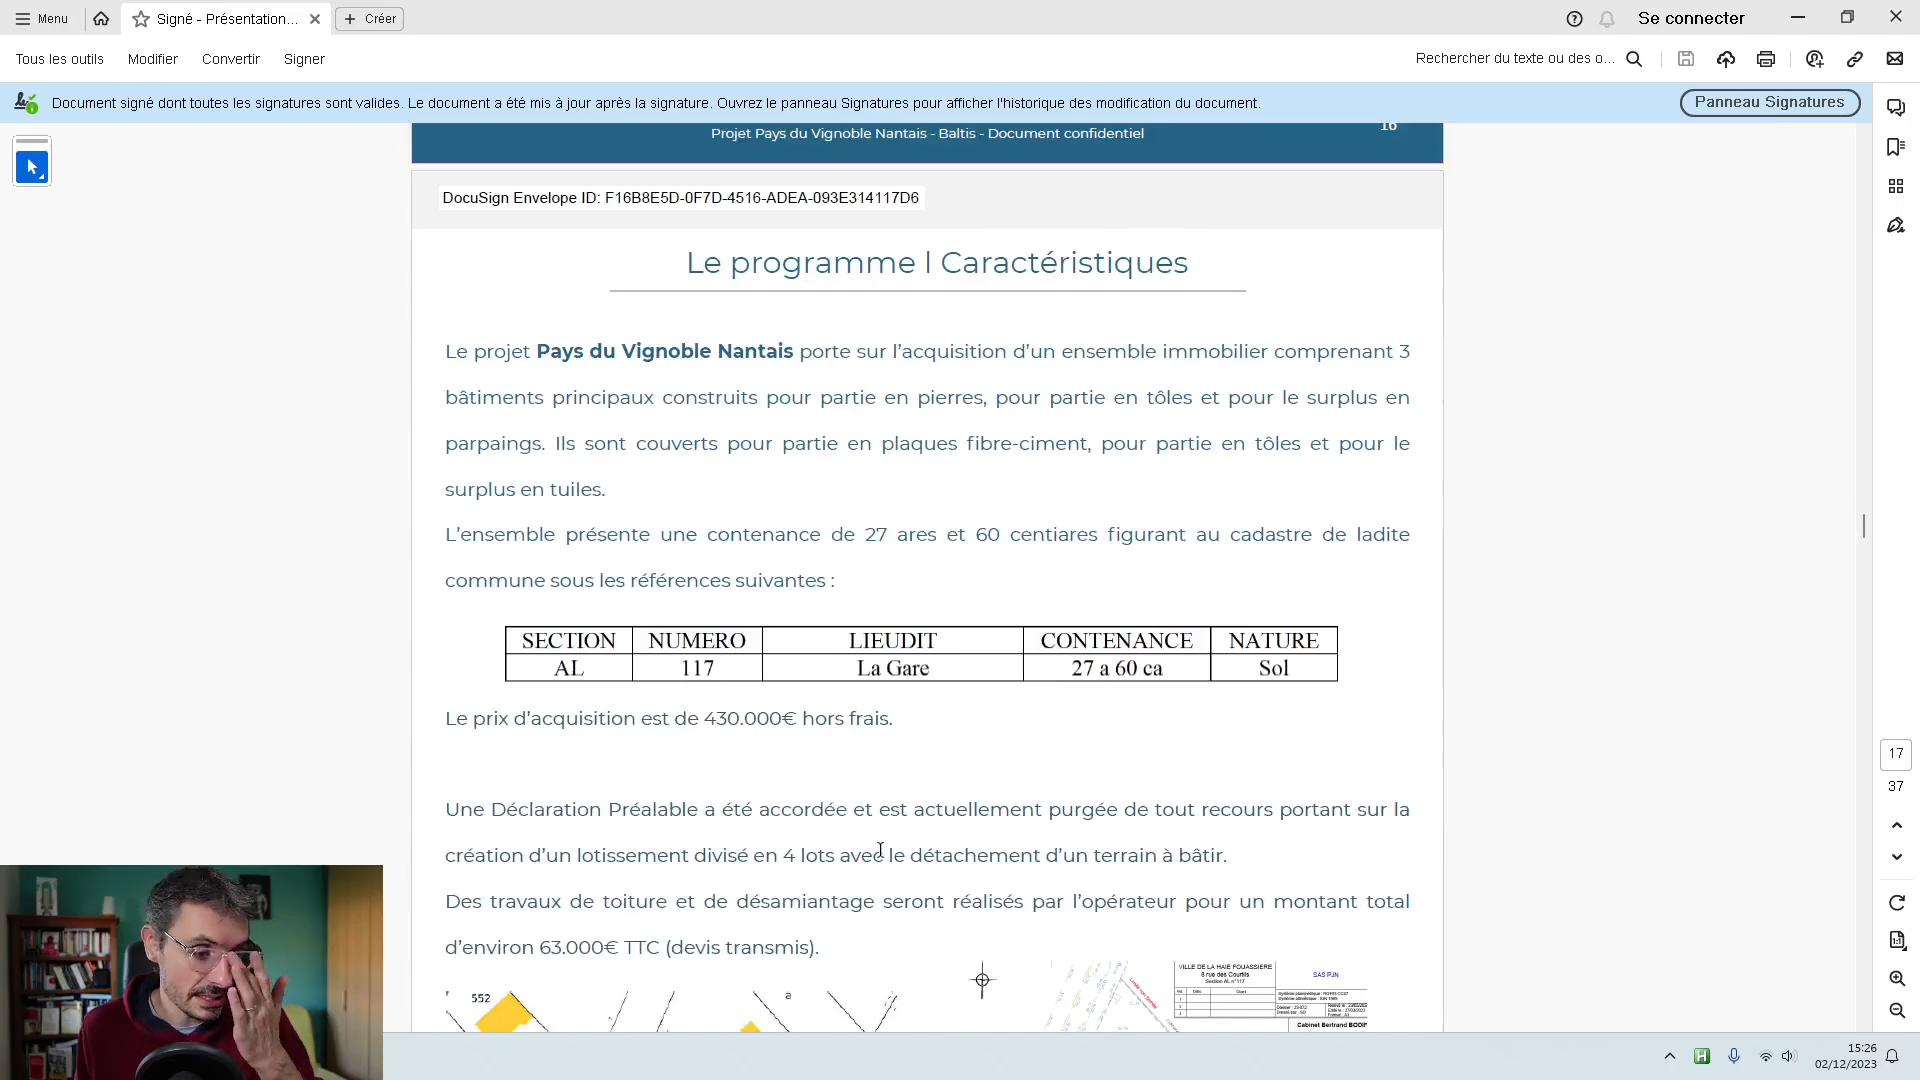 Menu
Signé - Présentation...
Créer
Se connecter
Tous les outils
Modifier
Convertir
Signer
Rechercher du texte ou des o...
Document signé dont toutes les signatures sont valides. Le document a été mis à jour après la signature. Ouvrez le panneau Signatures pour afficher l'historique des modification du document.
Panneau Signatures
Projet Pays du Vignoble Nantais - Baltis - Document confidentiel
16
DocuSign Envelope ID: F16B8E5D-0F7D-4516-ADEA-093E314117D6
Le programme l Caractéristiques
Le projet Pays du Vignoble Nantais porte sur l'acquisition d'un ensemble immobilier comprenant 3
bâtiments principaux construits pour partie en pierres, pour partie en tôles et pour le surplus en
parpaings. Ils sont couverts pour partie en plaques fibre-ciment, pour partie en tôles et pour le
surplus en tuiles.
L'ensemble présente une contenance de 27 ares et 60 centiares figurant au cadastre de ladite
commune sous les références suivantes :
SECTION NUMERO LIEUDIT CONTENANCE NATURE
AL 117 La Gare 27 a 60 ca Sol
Le prix d'acquisition est de 430.000€ hors frais.
Une Déclaration Préalable a été accordée et est actuellement purgée de tout recours portant sur la
création d'un lotissement divisé en 4 lots avec le détachement d'un terrain à bâtir.
Des travaux de toiture et de désamiantage seront réalisés par l'opérateur pour un montant total
d'environ 63.000€ TTC (devis transmis).
552
a
VILLE DE LA HAIE FOUASSIERE
8 rue des Courtils
Section AL n°117
SAS PJN
Cabinet Bertrand BODIF
17
37
15:26
02/12/2023